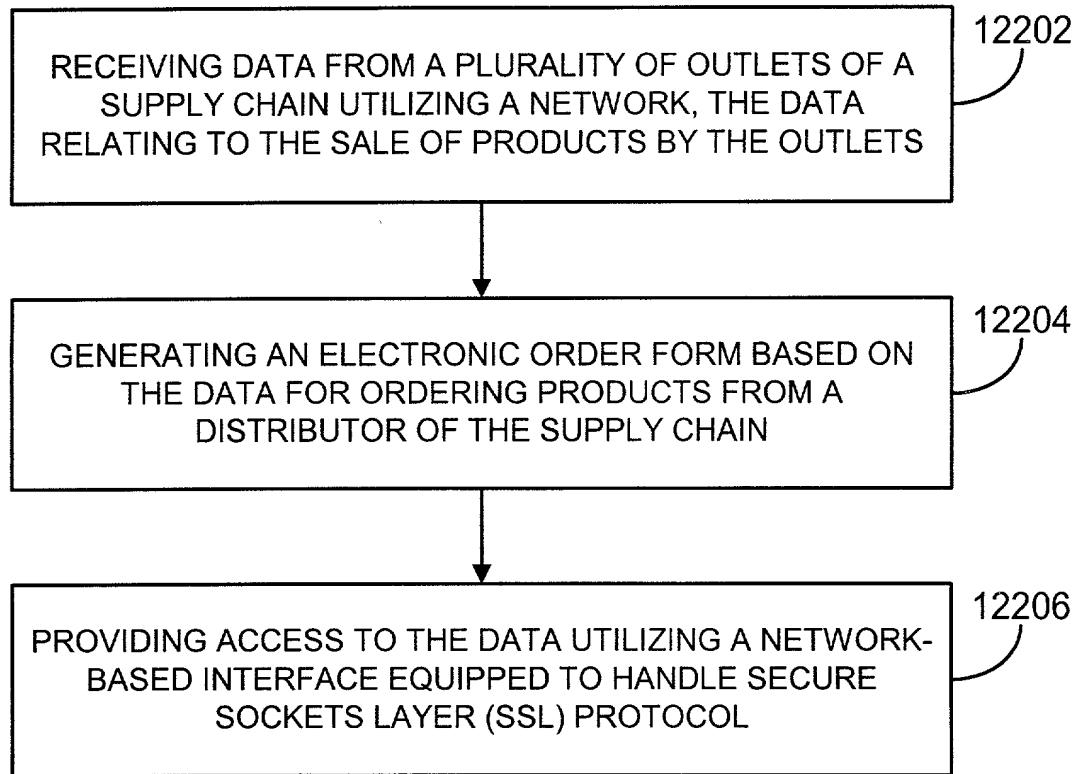 12202
RECEIVING DATA FROM A PLURALITY OF OUTLETS OF A
SUPPLY CHAIN UTILIZING A NETWORK, THE DATA
RELATING TO THE SALE OF PRODUCTS BY THE OUTLETS
12204
GENERATING AN ELECTRONIC ORDER FORM BASED ON
THE DATA FOR ORDERING PRODUCTS FROM A
DISTRIBUTOR OF THE SUPPLY CHAIN
12206
PROVIDING ACCESS TO THE DATA UTILIZING A NETWORK-
BASED INTERFACE EQUIPPED TO HANDLE SECURE
SOCKETS LAYER (SSL) PROTOCOL